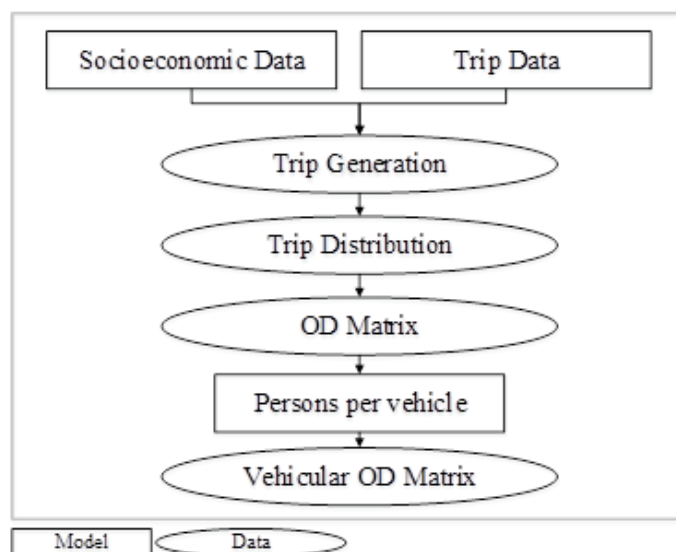 Socioeconomic Data
Trip Data
Trip Generation
Trip Distribution
OD Matrix
Persons per vehicle
Vehicular OD Matrix
Model
Data